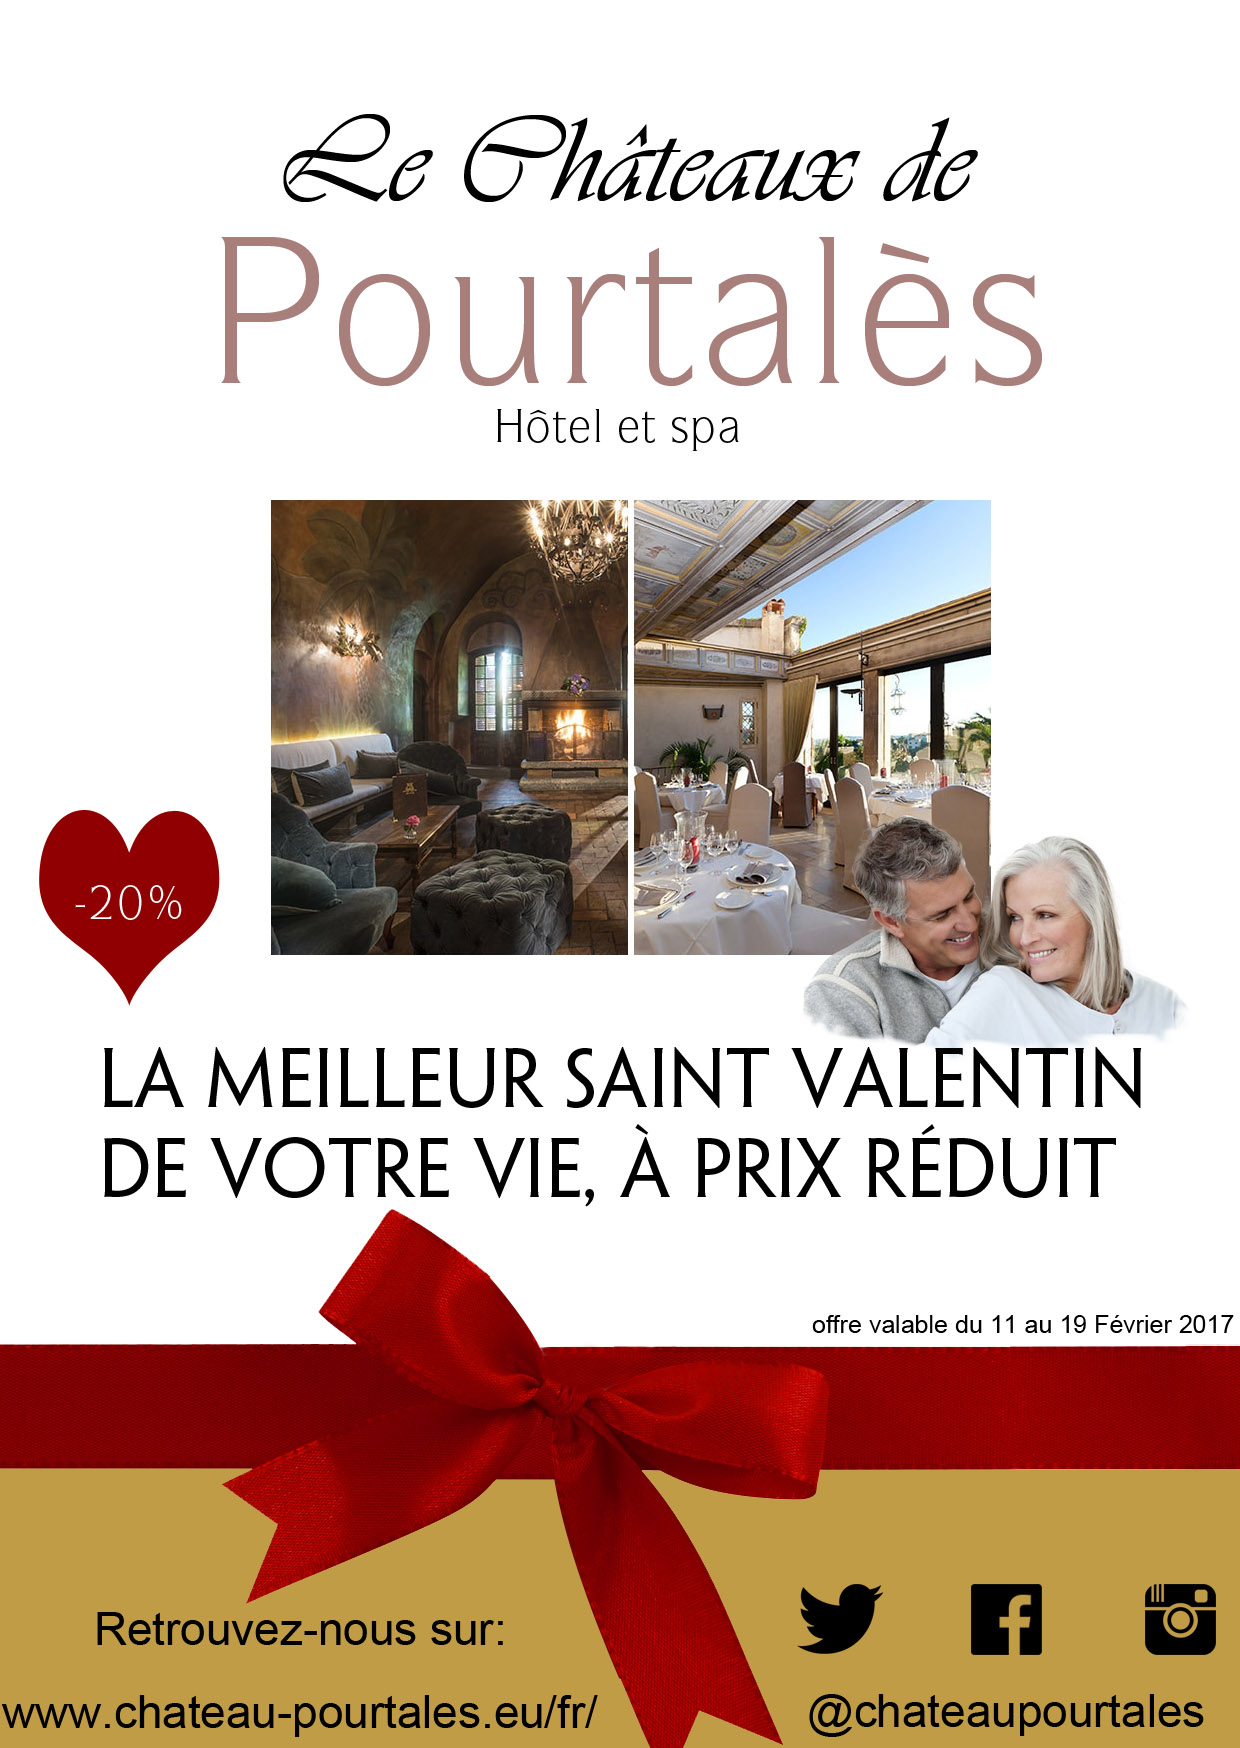 Le Châteaux de
Pourtalès
Hôtel et spa
-20%
LA MEILLEUR SAINT VALENTIN
DE VOTRE VIE, À PRIX RÉDUIT
offre valable du 11 au 19 Février 2017
Retrouvez-nous sur:
www.chateau-pourtales.eu/fr/
@chateaupourtales